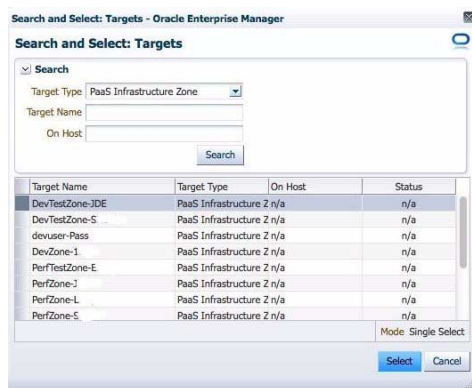 Search and Select: Targets - Oracle Enterprise Manager
Search and Select: Targets
Search
Target Type PaaS Infrastructure Zone
Target Name
On Host
Search
Target Name Target Type On Host Status
DevTestZone-JDE PaaS Infrastructure Z n/a n/a
DevTestZone-S PaaS Infrastructure Z n/a n/a
devuser-Pass PaaS Infrastructure Z n/a n/a
DevZone-1 PaaS Infrastructure Z n/a n/a
PerfTestZone-E PaaS Infrastructure Z n/a n/a
PerfZone-J PaaS Infrastructure Z n/a n/a
PerfZone-L PaaS Infrastructure Z n/a n/a
PerfZone-S PaaS Infrastructure Z n/a n/a
Mode Single Select
Select Cancel